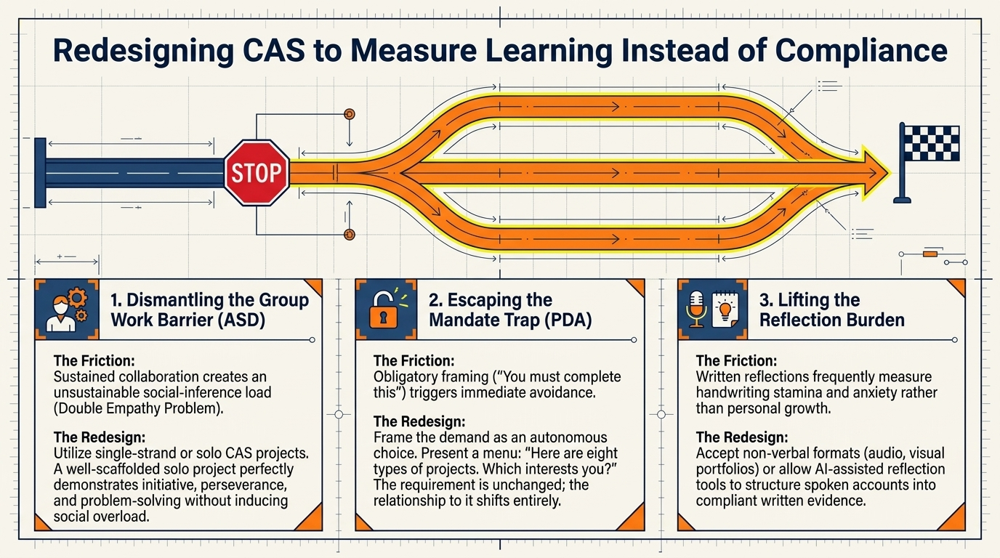 Redesigning CAS to Measure Learning Instead of Compliance
STOP
1. Dismantling the Group
Work Barrier (ASD)
The Friction:
Sustained collaboration creates an
unsustainable social-inference load
(Double Empathy Problem).
The Redesign:
Utilize single-strand or solo CAS projects.
A well-scaffolded solo project perfectly
demonstrates initiative, perseverance,
and problem-solving without inducing
social overload.
2. Escaping the
Mandate Trap (PDA)
The Friction:
Obligatory framing (“You must complete
this”) triggers immediate avoidance.
The Redesign:
Frame the demand as an autonomous
choice. Present a menu: “Here are eight
types of projects. Which interests you?”
The requirement is unchanged; the
relationship to it shifts entirely.
3. Lifting the
Reflection Burden
The Friction:
Written reflections frequently measure
handwriting stamina and anxiety rather
than personal growth.
The Redesign:
Accept non-verbal formats (audio, visual
portfolios) or allow AI-assisted reflection
tools to structure spoken accounts into
compliant written evidence.